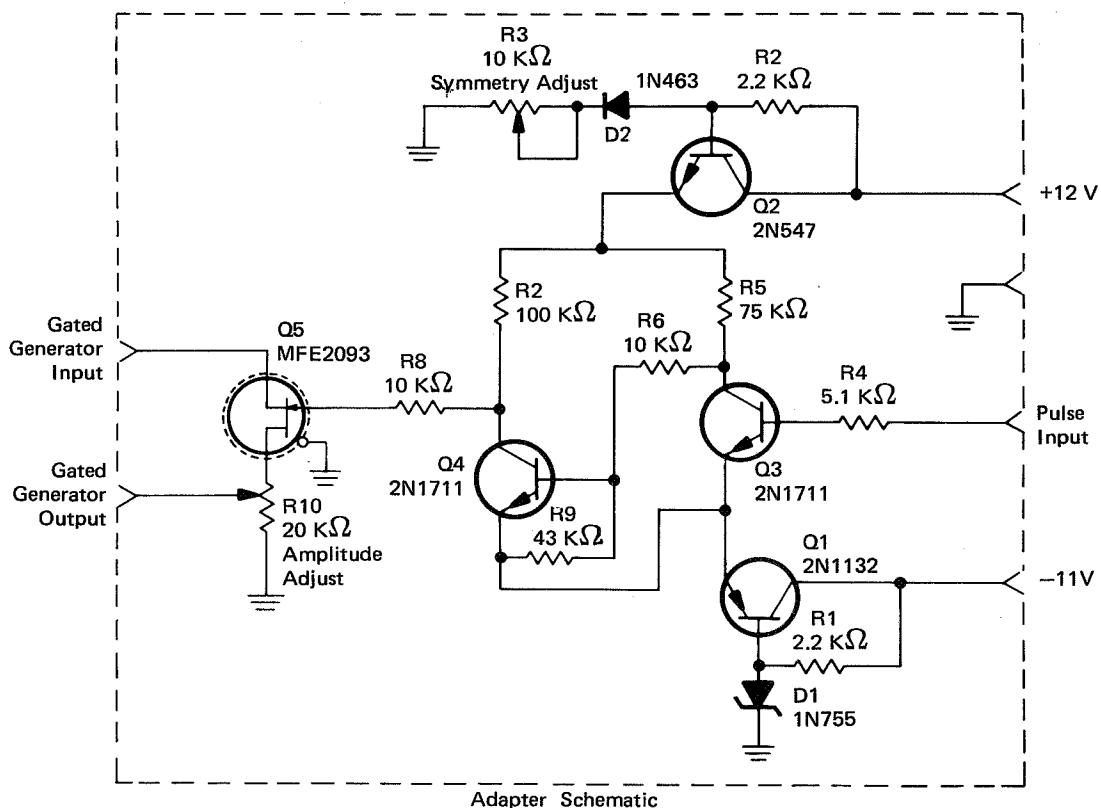 R3
10 KΩ
Symmetry Adjust
1N463
D2
R2
2.2 KΩ
Q2
2N547
+12 V
R2
100 KΩ
R5
75 KΩ
R6
10 KΩ
Gated
Generator
Input
Q5
MFE2093
R8
10 KΩ
R4
5.1 KΩ
Pulse
Input
Q4
2N1711
Q3
2N1711
Gated
Generator
Output
R10
20 KΩ
Amplitude
Adjust
R9
43 KΩ
Q1
2N1132
−11V
R1
2.2 KΩ
D1
1N755
Adapter Schematic